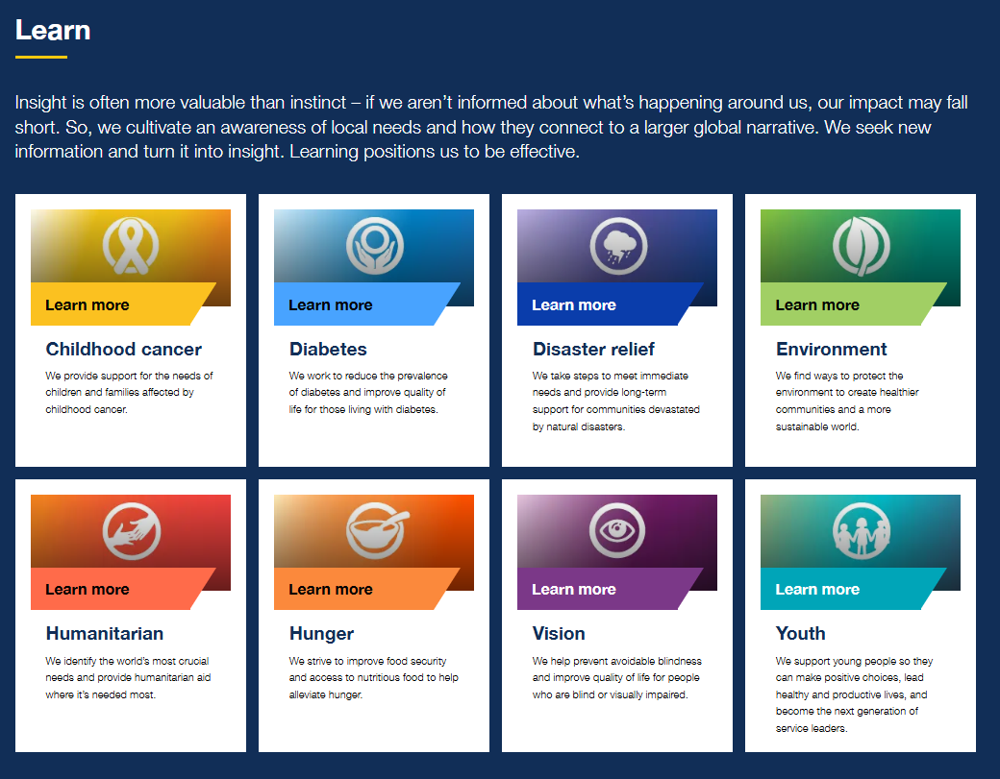 Learn
Insight is often more valuable than instinct – if we aren’t informed about what’s happening around us, our impact may fall
short. So, we cultivate an awareness of local needs and how they connect to a larger global narrative. We seek new
information and turn it into insight. Learning positions us to be effective.
Learn more
Childhood cancer
We provide support for the needs of
children and families affected by
childhood cancer.
Learn more
Diabetes
We work to reduce the prevalence
of diabetes and improve quality of
life for those living with diabetes.
Learn more
Disaster relief
We take steps to meet immediate
needs and provide long-term
support for communities devastated
by natural disasters.
Learn more
Environment
We find ways to protect the
environment to create healthier
communities and a more
sustainable world.
Learn more
Humanitarian
We identify the world’s most crucial
needs and provide humanitarian aid
where it’s needed most.
Learn more
Hunger
We strive to improve food security
and access to nutritious food to help
alleviate hunger.
Learn more
Vision
We help prevent avoidable blindness
and improve quality of life for people
who are blind or visually impaired.
Learn more
Youth
We support young people so they
can make positive choices, lead
healthy and productive lives, and
become the next generation of
service leaders.